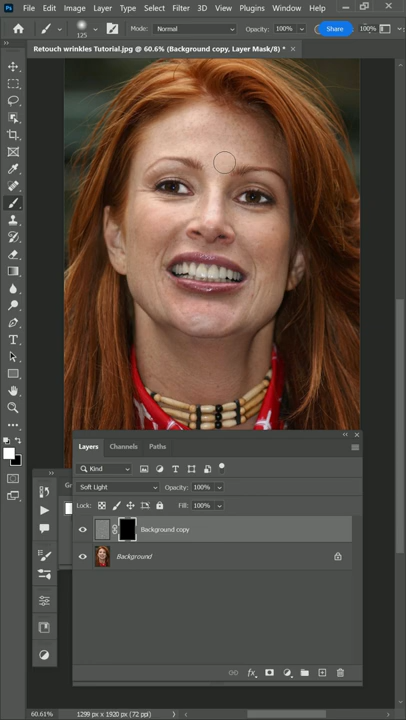 Ps File Edit Image Layer Type Select Filter 3D View Plugins Window Help
125 Mode: Normal Opacity: 100% Share 100%
Retouch wrinkles Tutorial.jpg @ 60.6% (Background copy, Layer Mask/8) * ×
Layers Channels Paths
Kind
Soft Light Opacity: 100%
Lock: Fill: 100%
Background copy
Background
fx
60.61% 1299 px x 1920 px (72 ppi)